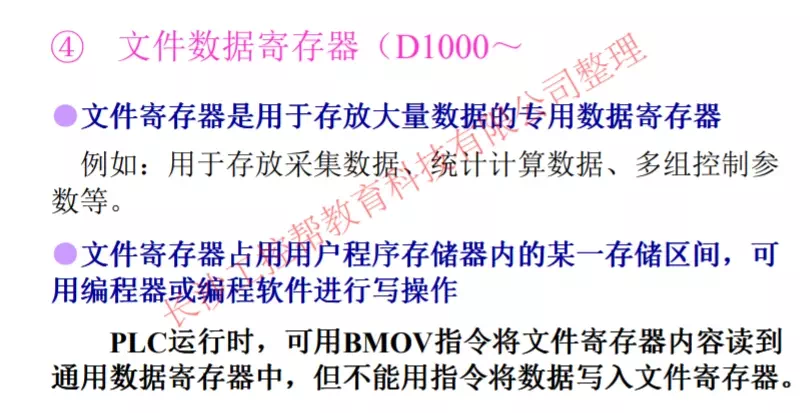 ④ 文件数据寄存器（D1000～
文件寄存器是用于存放大量数据的专用数据寄存器
例如：用于存放采集数据、统计计算数据、多组控制参
数等。
文件寄存器占用用户程序存储器内的某一存储区间，可
用编程器或编程软件进行写操作
PLC运行时，可用BMOV指令将文件寄存器内容读到
通用数据寄存器中，但不能用指令将数据写入文件寄存器。
长沙工控帮教育科技有限公司整理